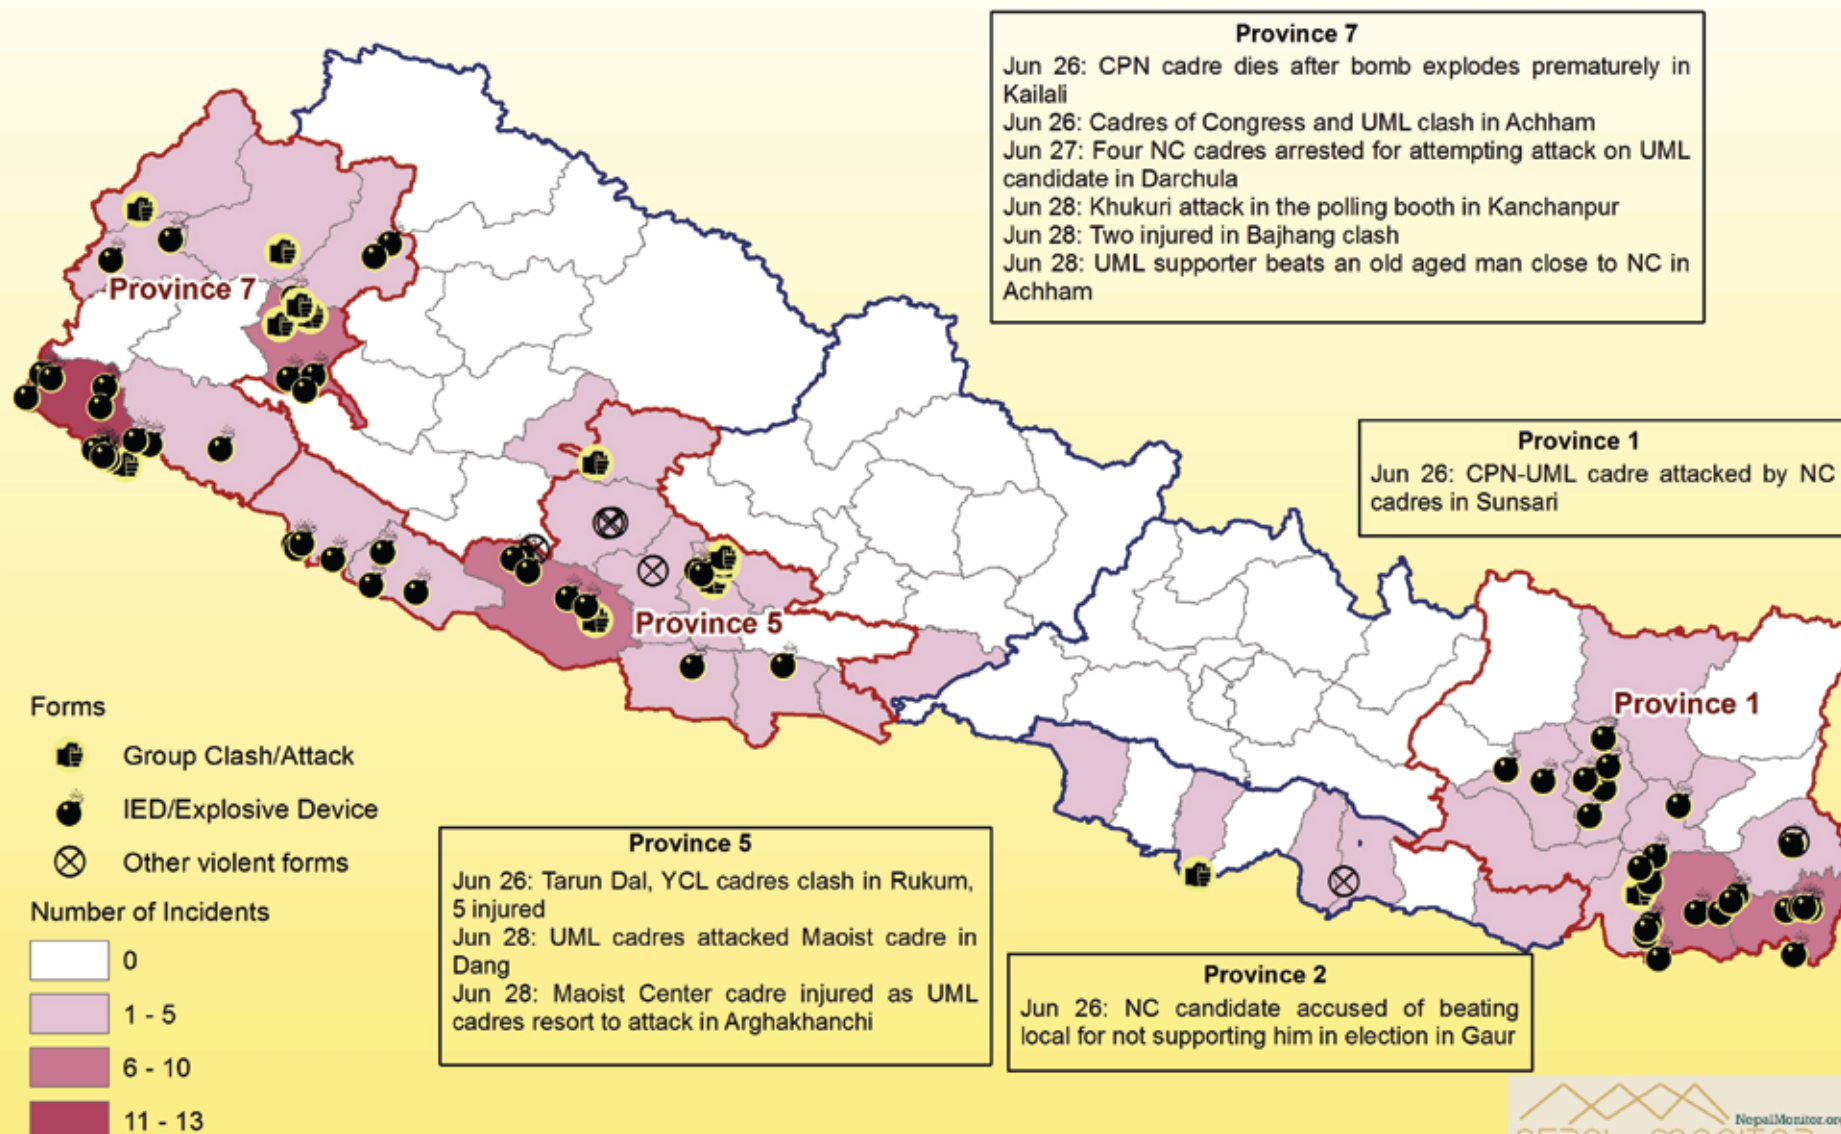 Province 7
Jun 26: CPN cadre dies after bomb explodes prematurely in
Kailali
Jun 26: Cadres of Congress and UML clash in Achham
Jun 27: Four NC cadres arrested for attempting attack on UML
candidate in Darchula
Jun 28: Khukuri attack in the polling booth in Kanchanpur
Jun 28: Two injured in Bajhang clash
Jun 28: UML supporter beats an old aged man close to NC in
Achham
Province 7
Province 1
Jun 26: CPN-UML cadre attacked by NC
cadres in Sunsari
Province 5
Province 1
Forms
Group Clash/Attack
IED/Explosive Device
Other violent forms
Number of Incidents
0
1 - 5
6 - 10
11 - 13
Province 5
Jun 26: Tarun Dal, YCL cadres clash in Rukum,
5 injured
Jun 28: UML cadres attacked Maoist cadre in
Dang
Jun 28: Maoist Center cadre injured as UML
cadres resort to attack in Arghakhanchi
Province 2
Jun 26: NC candidate accused of beating
local for not supporting him in election in Gaur
NepalMonitor.org